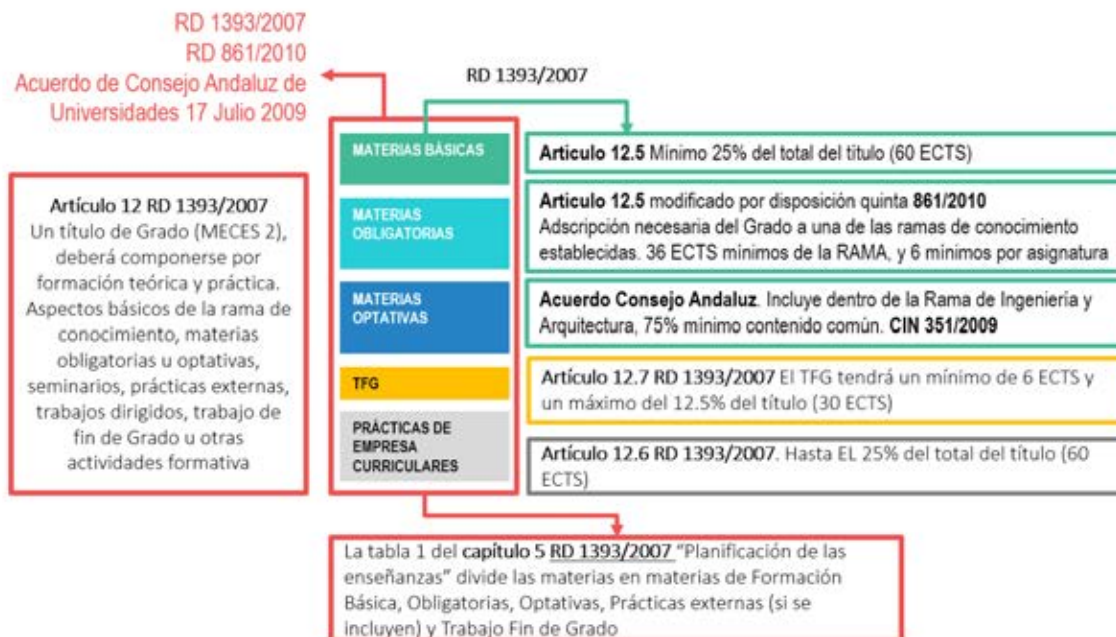 RD 1393/2007
RD 861/2010
Acuerdo de Consejo Andaluz de
Universidades 17 Julio 2009
RD 1393/2007
Artículo 12 RD 1393/2007
Un título de Grado (MECES 2),
deberá componerse por
formación teórica y práctica.
Aspectos básicos de la rama de
conocimiento, materias
obligatorias u optativas,
seminarios, prácticas externas,
trabajos dirigidos, trabajo de
fin de Grado u otras
actividades formativa
MATERIAS BÁSICAS
MATERIAS
OBLIGATORIAS
MATERIAS
OPTATIVAS
TFG
PRÁCTICAS DE
EMPRESA
CURRICULARES
Articulo 12.5 Mínimo 25% del total del título (60 ECTS)
Articulo 12.5 modificado por disposición quinta 861/2010
Adscripción necesaria del Grado a una de las ramas de conocimiento
establecidas. 36 ECTS mínimos de la RAMA, y 6 mínimos por asignatura
Acuerdo Consejo Andaluz. Incluye dentro de la Rama de Ingeniería y
Arquitectura, 75% mínimo contenido común. CIN 351/2009
Artículo 12.7 RD 1393/2007 El TFG tendrá un mínimo de 6 ECTS y
un máximo del 12.5% del título (30 ECTS)
Artículo 12.6 RD 1393/2007. Hasta EL 25% del total del título (60
ECTS)
La tabla 1 del capítulo 5 RD 1393/2007 “Planificación de las
enseñanzas” divide las materias en materias de Formación
Básica, Obligatorias, Optativas, Prácticas externas (si se
incluyen) y Trabajo Fin de Grado